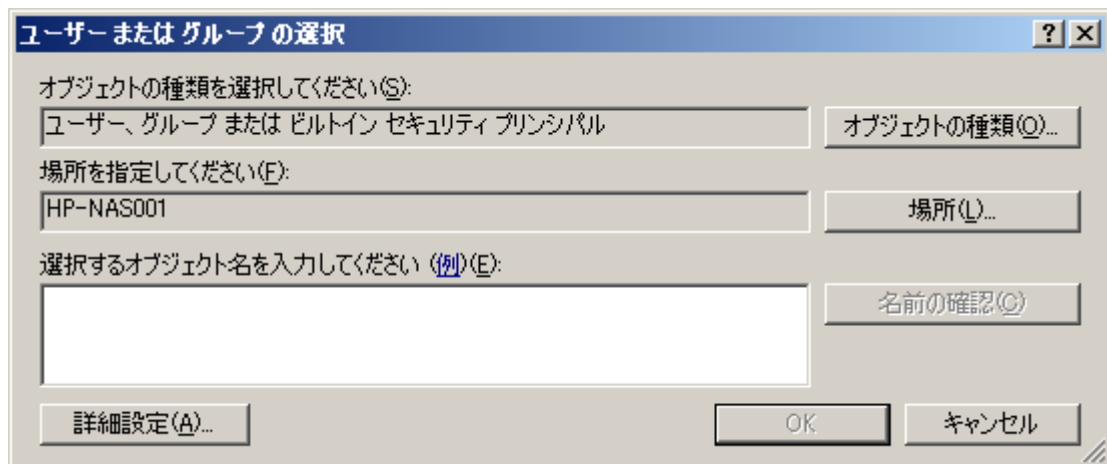 ユーザー または グループ の選択
オブジェクトの種類を選択してください(S):
ユーザー、グループ または ビルトイン セキュリティ プリンシパル
オブジェクトの種類(O)...
場所を指定してください(F):
HP-NAS001
場所(L)...
選択するオブジェクト名を入力してください (例)(E):
名前の確認(C)
詳細設定(A)...
OK
キャンセル